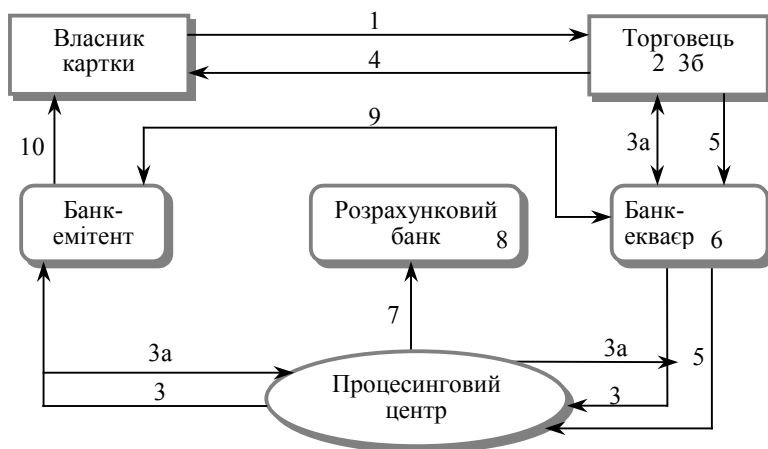 Власник
картки
1
4
Торговець
2 3б
9
10
3а
5
Банк-
емітент
Розрахунковий
банк 8
Банк-
екваєр 6
7
3а
3а
5
3
3
Процесинговий
центр